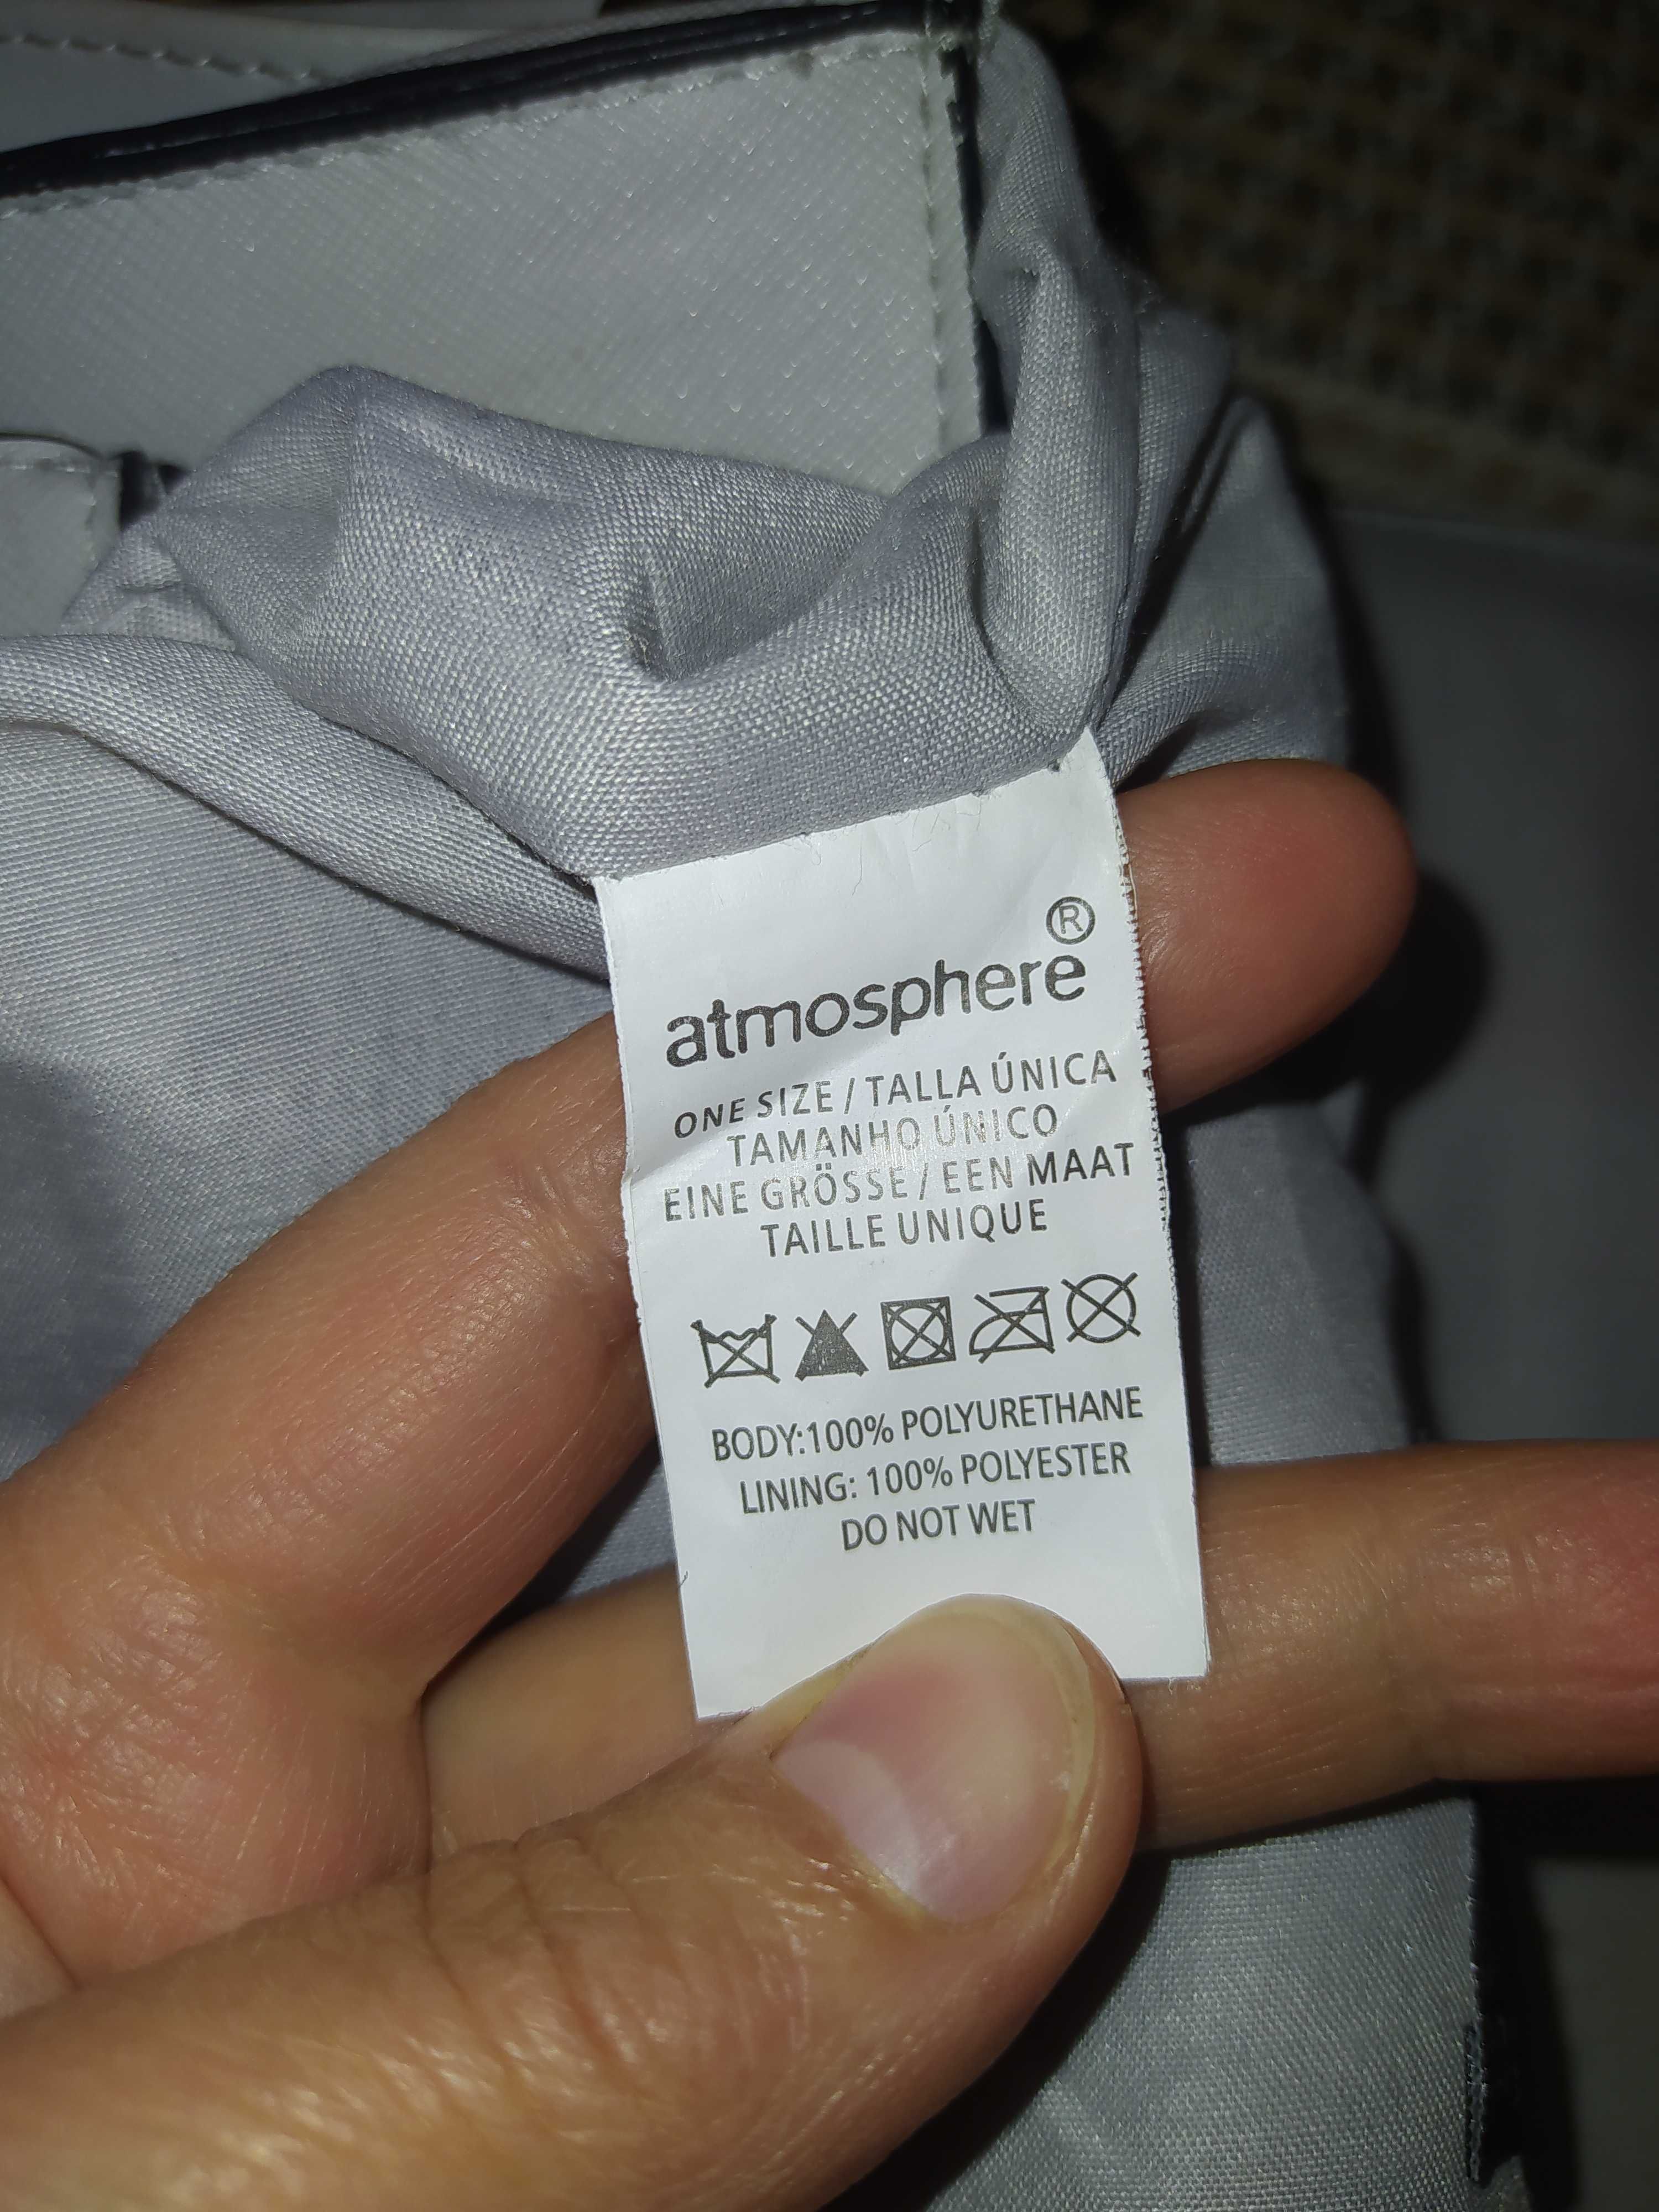 ®
atmosphere
ONE SIZE / TALLA ÚNICA
TAMANHO ÚNICO
EINE GRÖSSE / EEN MAAT
TAILLE UNIQUE
BODY:100% POLYURETHANE
LINING: 100% POLYESTER
DO NOT WET